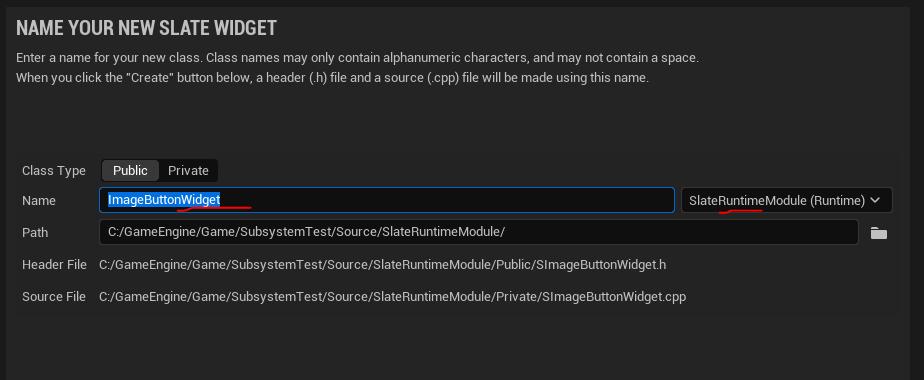 NAME YOUR NEW SLATE WIDGET
Enter a name for your new class. Class names may only contain alphanumeric characters, and may not contain a space.
When you click the "Create" button below, a header (.h) file and a source (.cpp) file will be made using this name.
Class Type Public Private
Name ImageButtonWidget SlateRuntimeModule (Runtime)
Path C:/GameEngine/Game/SubsystemTest/Source/SlateRuntimeModule/
Header File C:/GameEngine/Game/SubsystemTest/Source/SlateRuntimeModule/Public/SImageButtonWidget.h
Source File C:/GameEngine/Game/SubsystemTest/Source/SlateRuntimeModule/Private/SImageButtonWidget.cpp